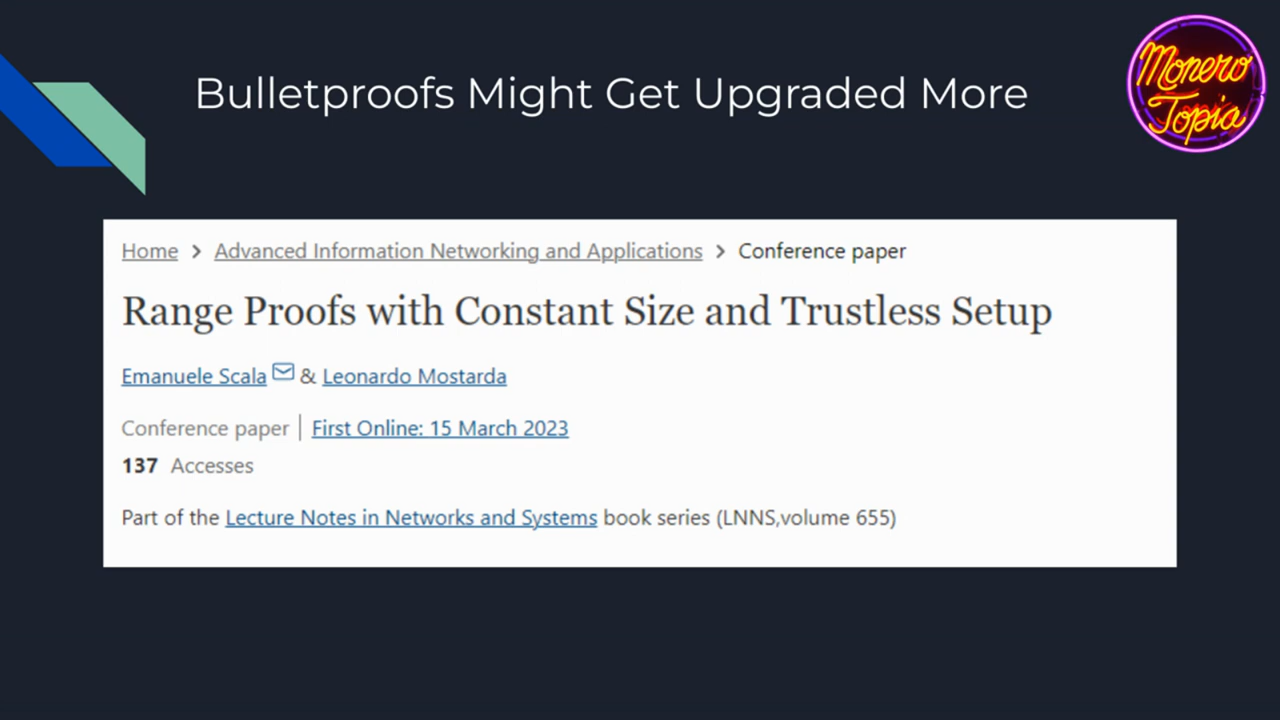 Bulletproofs Might Get Upgraded More
Monero
Topia
Home > Advanced Information Networking and Applications > Conference paper
Range Proofs with Constant Size and Trustless Setup
Emanuele Scala & Leonardo Mostarda
Conference paper | First Online: 15 March 2023
137 Accesses
Part of the Lecture Notes in Networks and Systems book series (LNNS,volume 655)